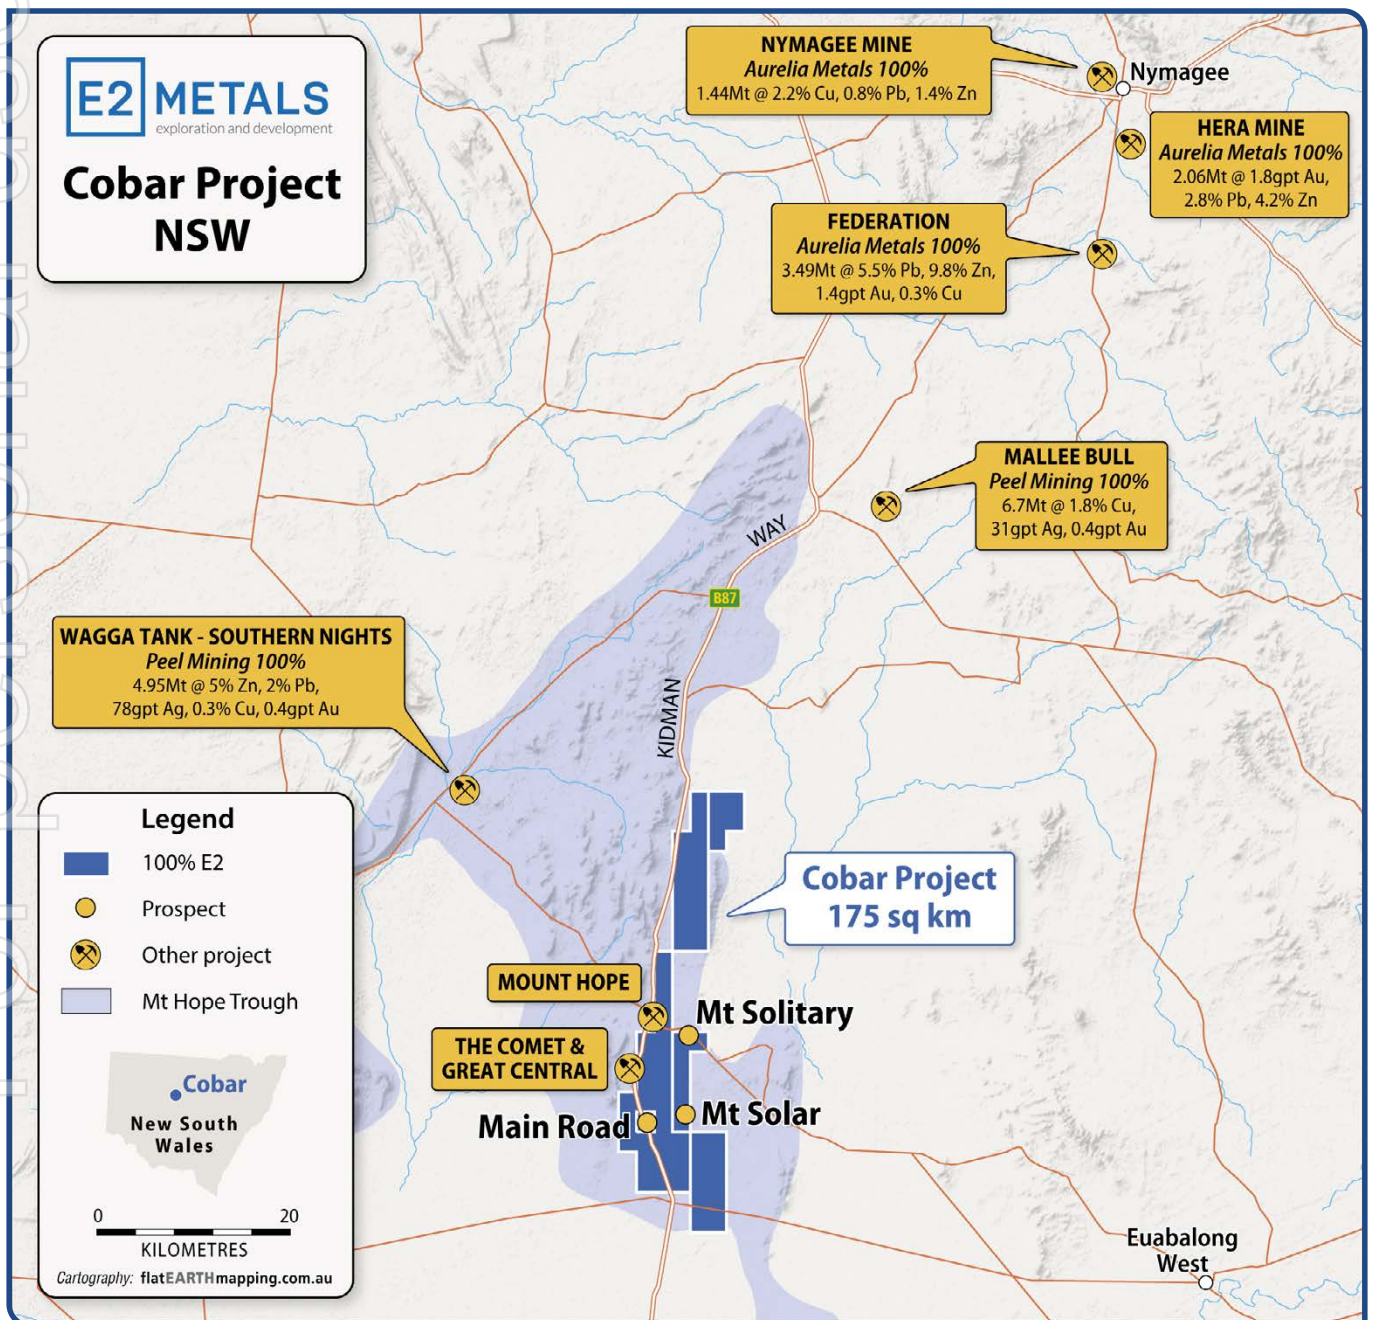 E2 METALS
exploration and development
Cobar Project
NSW
NYMAGEE MINE
Aurelia Metals 100%
1.44Mt @ 2.2% Cu, 0.8% Pb, 1.4% Zn
Nymagee
HERA MINE
Aurelia Metals 100%
2.06Mt @ 1.8gpt Au,
2.8% Pb, 4.2% Zn
FEDERATION
Aurelia Metals 100%
3.49Mt @ 5.5% Pb, 9.8% Zn,
1.4gpt Au, 0.3% Cu
MALLEE BULL
Peel Mining 100%
6.7Mt @ 1.8% Cu,
31gpt Ag, 0.4gpt Au
WAY
B87
KIDMAN
WAGGA TANK - SOUTHERN NIGHTS
Peel Mining 100%
4.95Mt @ 5% Zn, 2% Pb,
78gpt Ag, 0.3% Cu, 0.4gpt Au
Cobar Project
175 sq km
MOUNT HOPE
Mt Solitary
THE COMET &
GREAT CENTRAL
Mt Solar
Main Road
Euabalong
West
Legend
100% E2
Prospect
Other project
Mt Hope Trough
Cobar
New South
Wales
0 20
KILOMETRES
Cartography: flatEARTHmapping.com.au